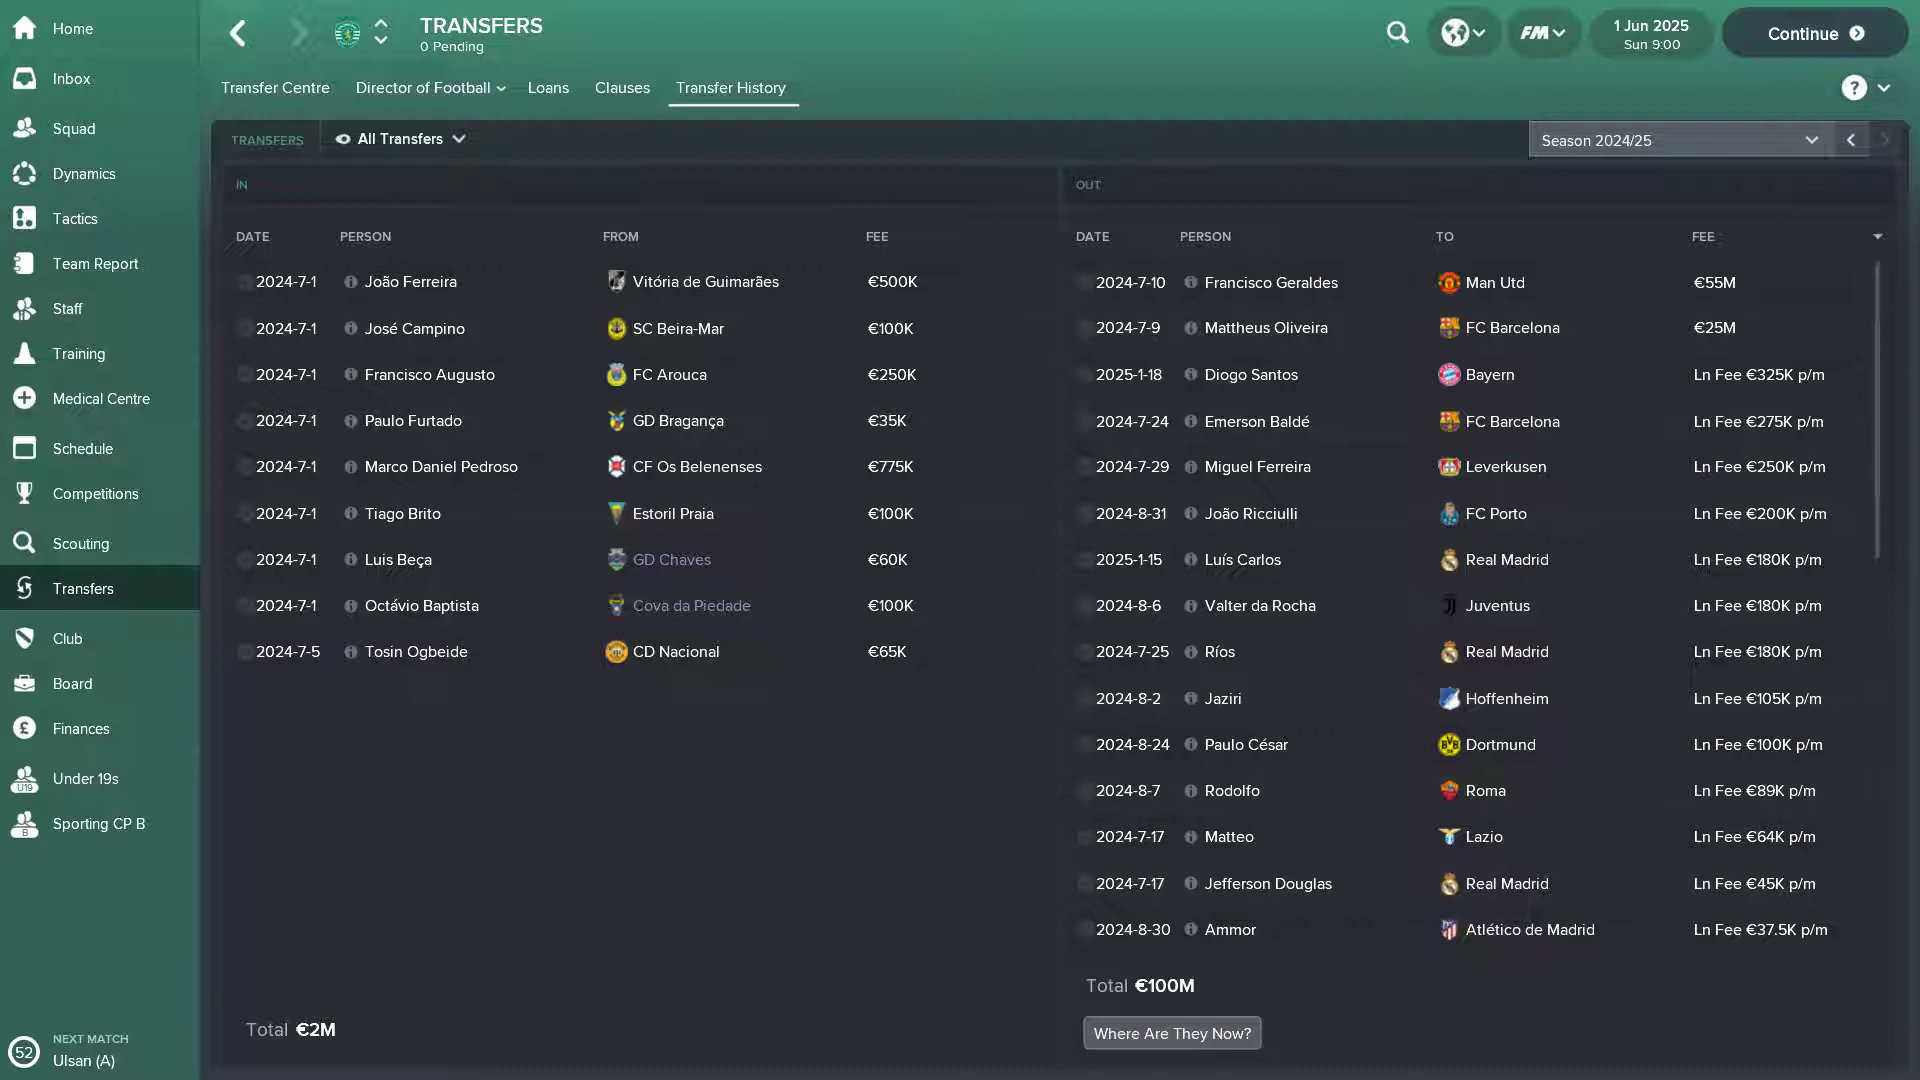 Home
Inbox
Squad
Dynamics
Tactics
Team Report
Staff
Training
Medical Centre
Schedule
Competitions
Scouting
Transfers
Club
Board
Finances
U19
Under 19s
B
Sporting CP B
52
NEXT MATCH
Ulsan (A)
TRANSFERS
0 Pending
FM
1 Jun 2025
Sun 9:00
Continue
Transfer Centre
Director of Football
Loans
Clauses
Transfer History
?
TRANSFERS
All Transfers
Season 2024/25
IN
DATE PERSON FROM FEE
2024-7-1 João Ferreira Vitória de Guimarães €500K
2024-7-1 José Campino SC Beira-Mar €100K
2024-7-1 Francisco Augusto FC Arouca €250K
2024-7-1 Paulo Furtado GD Bragança €35K
2024-7-1 Marco Daniel Pedroso CF Os Belenenses €775K
2024-7-1 Tiago Brito Estoril Praia €100K
2024-7-1 Luis Beça GD Chaves €60K
2024-7-1 Octávio Baptista Cova da Piedade €100K
2024-7-5 Tosin Ogbeide CD Nacional €65K
Total €2M
OUT
DATE PERSON TO FEE
2024-7-10 Francisco Geraldes Man Utd €55M
2024-7-9 Mattheus Oliveira FC Barcelona €25M
2025-1-18 Diogo Santos Bayern Ln Fee €325K p/m
2024-7-24 Emerson Baldé FC Barcelona Ln Fee €275K p/m
2024-7-29 Miguel Ferreira Leverkusen Ln Fee €250K p/m
2024-8-31 João Ricciulli FC Porto Ln Fee €200K p/m
2025-1-15 Luís Carlos Real Madrid Ln Fee €180K p/m
2024-8-6 Valter da Rocha Juventus Ln Fee €180K p/m
2024-7-25 Ríos Real Madrid Ln Fee €180K p/m
2024-8-2 Jaziri Hoffenheim Ln Fee €105K p/m
2024-8-24 Paulo César Dortmund Ln Fee €100K p/m
2024-8-7 Rodolfo Roma Ln Fee €89K p/m
2024-7-17 Matteo Lazio Ln Fee €64K p/m
2024-7-17 Jefferson Douglas Real Madrid Ln Fee €45K p/m
2024-8-30 Ammor Atlético de Madrid Ln Fee €37.5K p/m
Total €100M
Where Are They Now?